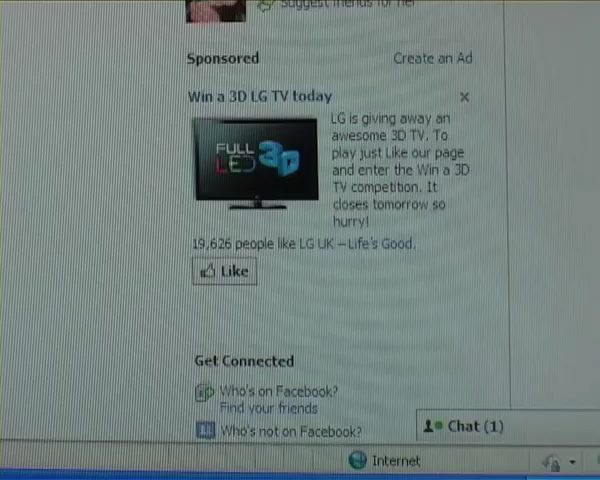 Suggest friends for her
Sponsored
Create an Ad
Win a 3D LG TV today
x
FULL
LED
3D
LG is giving away an
awesome 3D TV. To
play just Like our page
and enter the Win a 3D
TV competition. It
closes tomorrow so
hurry!
19,626 people like LG UK – Life's Good.
Like
Get Connected
Who's on Facebook?
Find your friends
Who's not on Facebook?
Chat (1)
Internet